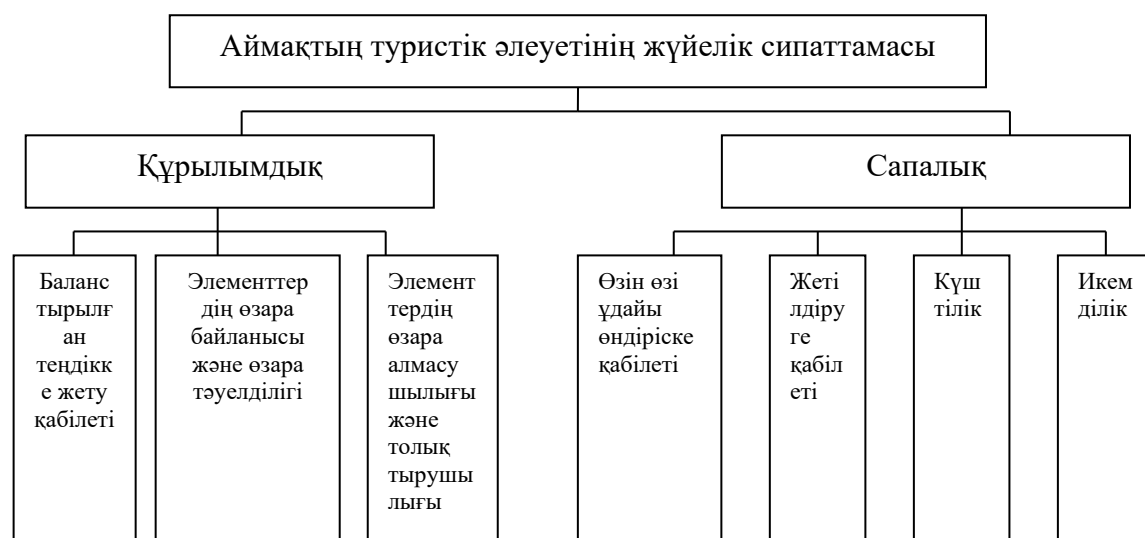 Аймақтың туристік әлеуетінің жүйелік сипаттамасы
Құрылымдық
Сапалық
Баланс
тырылғ
ан
теңдікк
е жету
қабілеті
Элементтер
дің өзара
байланысы
және өзара
тәуелділігі
Элемент
тердің
өзара
алмасу
шылығы
және
толық
тырушы
лығы
Өзін өзі
ұдайы
өндіріске
қабілеті
Жеті
лдіру
ге
қабіл
еті
Күш
тілік
Икем
ділік